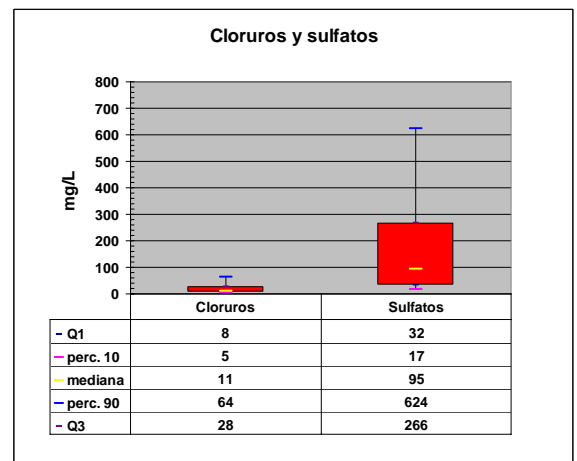 Cloruros y sulfatos
800
700
600
500
400
300
200
100
0
mg/L
Cloruros Sulfatos
Q1 8 32
perc. 10 5 17
mediana 11 95
perc. 90 64 624
Q3 28 266